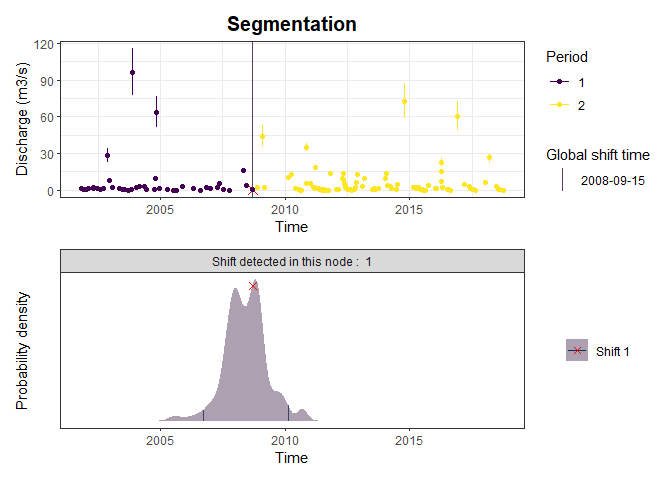 Segmentation
Discharge (m3/s)
120
90
60
30
0
2005 2010 2015
Time
Period
1
2
Global shift time
2008-09-15
Shift detected in this node : 1
Probability density
2005 2010 2015
Time
Shift 1